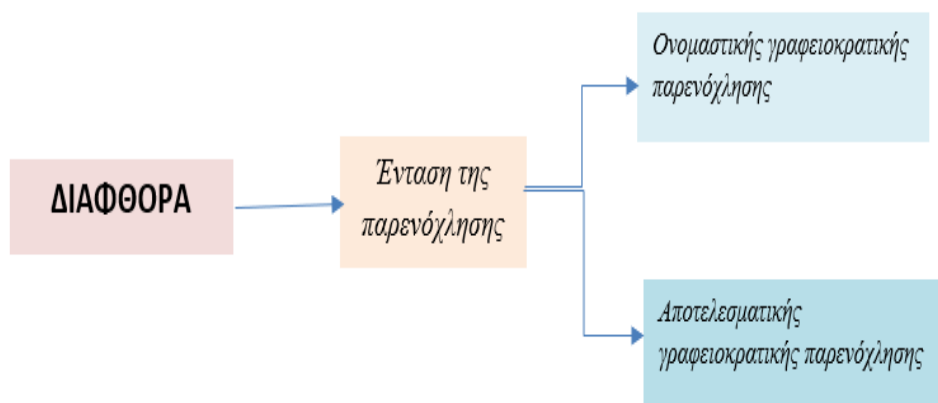 ΔΙΑΦΘΟΡΑ
Ένταση της
παρενόχλησης
Ονομαστικής γραφειοκρατικής
παρενόχλησης
Αποτελεσματικής
γραφειοκρατικής παρενόχλησης